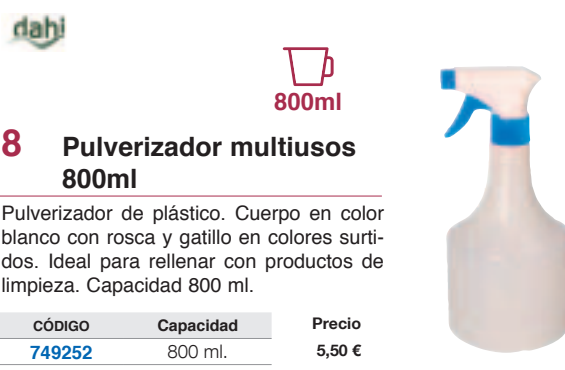 dahi
800ml
8 Pulverizador multiusos
800ml
Pulverizador de plástico. Cuerpo en color
blanco con rosca y gatillo en colores surti-
dos. Ideal para rellenar con productos de
limpieza. Capacidad 800 ml.
CÓDIGO Capacidad Precio
749252 800 ml. 5,50 €